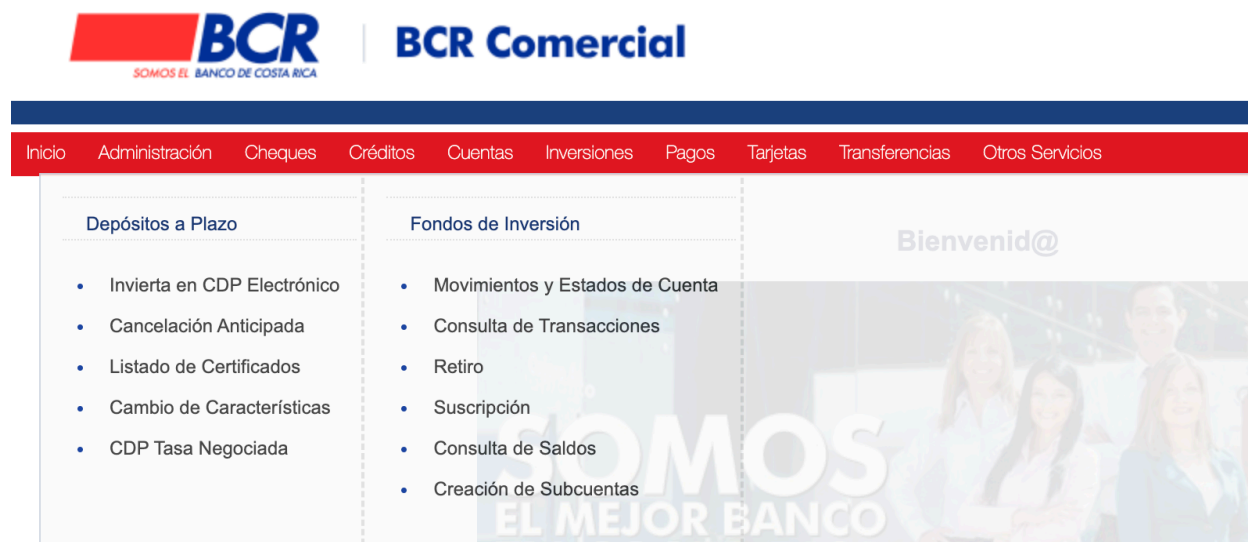 BCR
SOMOS EL BANCO DE COSTA RICA
BCR Comercial
Inicio Administración Cheques Créditos Cuentas Inversiones Pagos Tarjetas Transferencias Otros Servicios
Depósitos a Plazo
Invierta en CDP Electrónico
Cancelación Anticipada
Listado de Certificados
Cambio de Características
CDP Tasa Negociada
Fondos de Inversión
Movimientos y Estados de Cuenta
Consulta de Transacciones
Retiro
Suscripción
Consulta de Saldos
Creación de Subcuentas
Bienvenid@
SOMOS
EL MEJOR BANCO